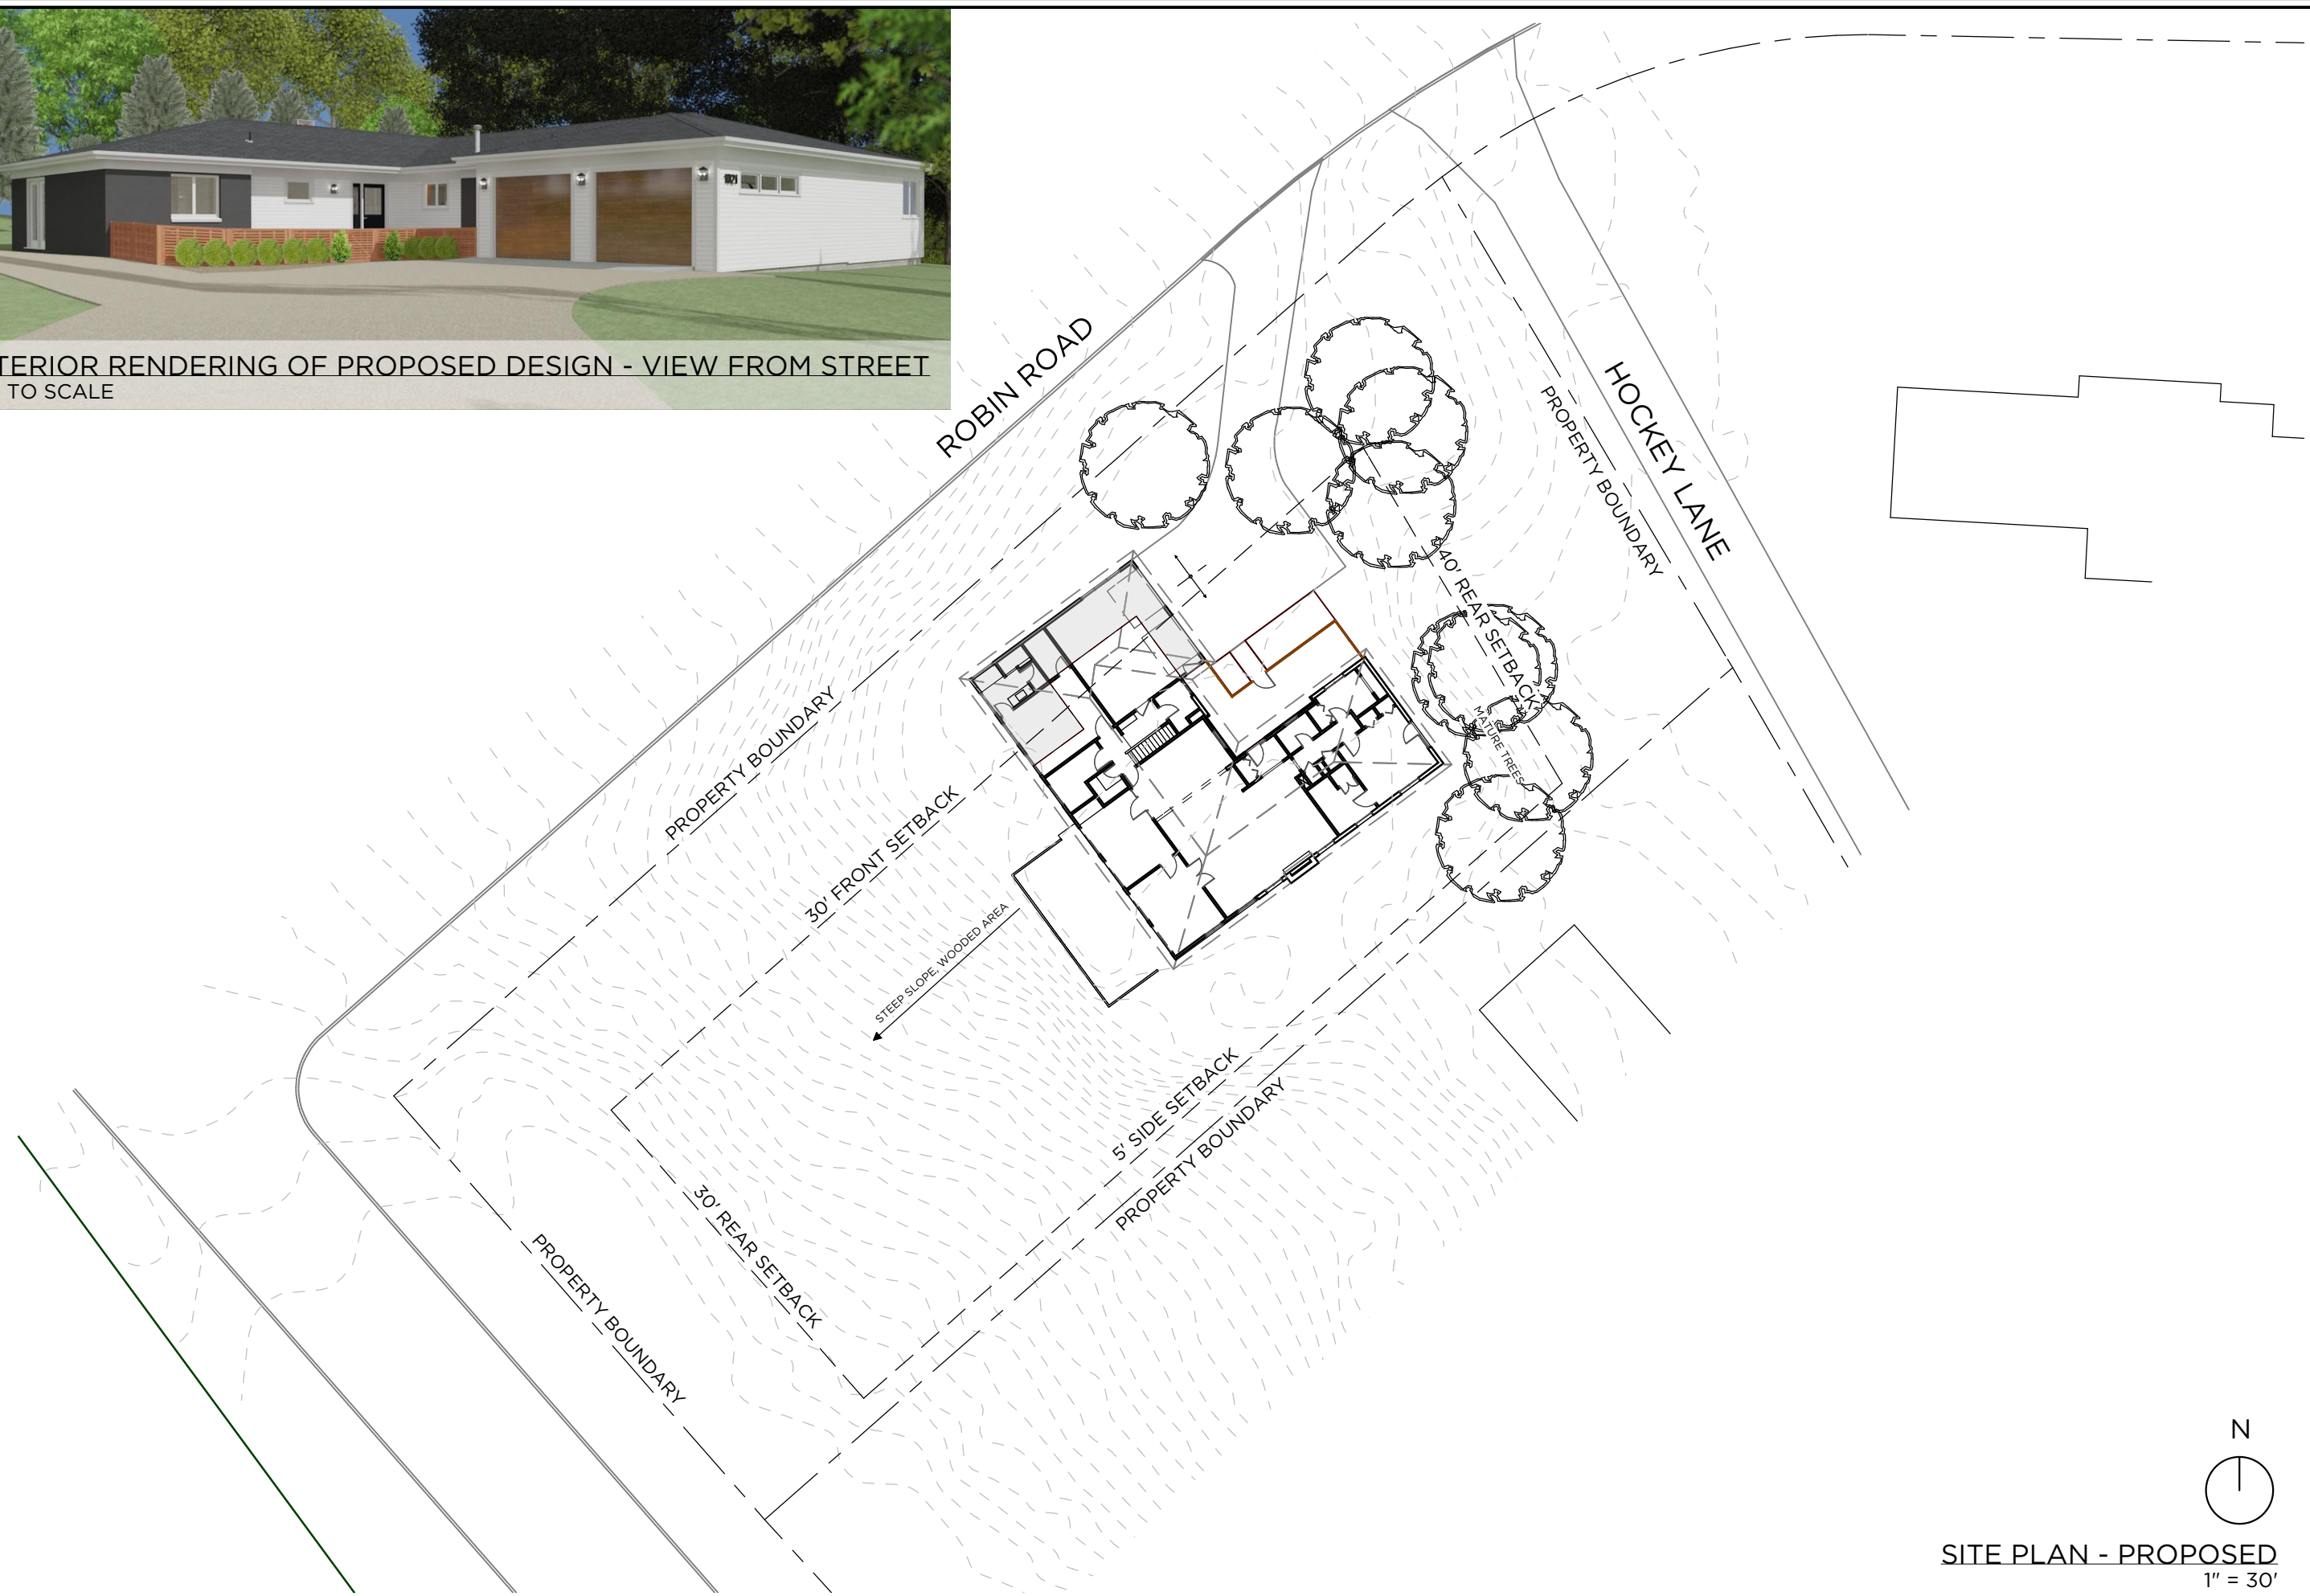 TERIOR RENDERING OF PROPOSED DESIGN - VIEW FROM STREET
TO SCALE
ROBIN ROAD
HOCKEY LANE
PROPERTY BOUNDARY
40' REAR SETBACK
MATURE TREES
PROPERTY BOUNDARY
30' FRONT SETBACK
STEEP SLOPE, WOODED AREA
5' SIDE SETBACK
PROPERTY BOUNDARY
30' REAR SETBACK
PROPERTY BOUNDARY
N
SITE PLAN - PROPOSED
1" = 30'